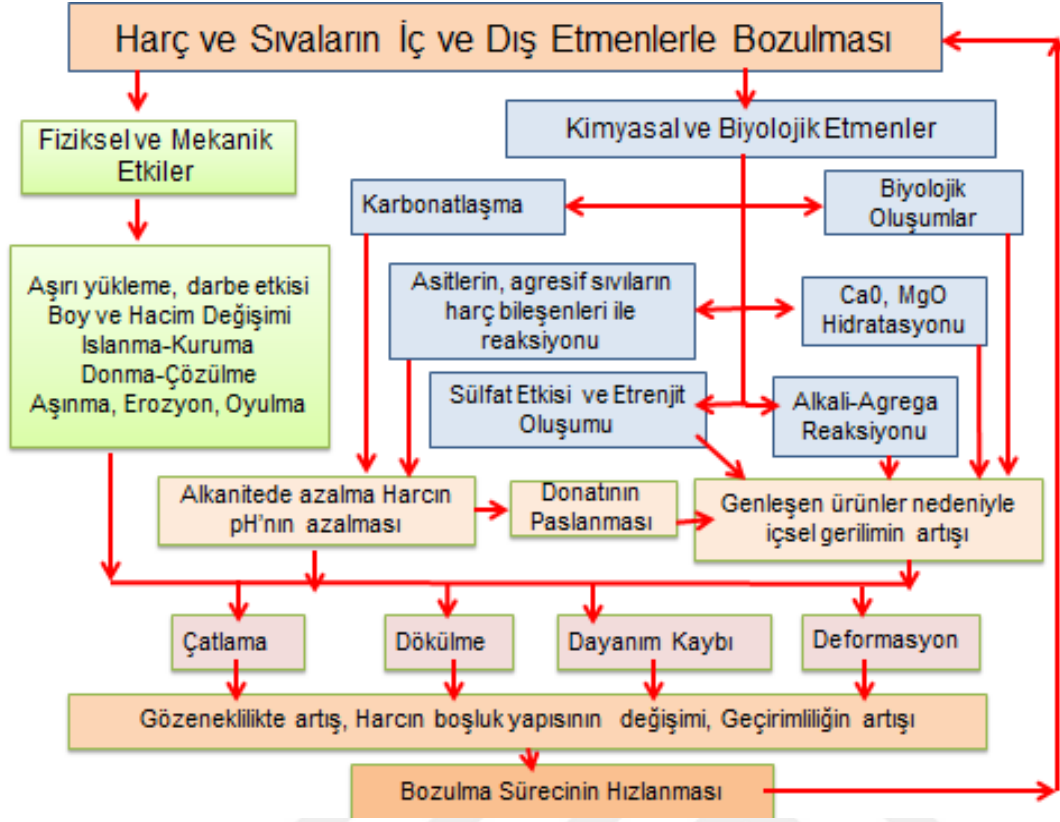 Harç ve Sıvaların İç ve Dış Etmenlerle Bozulması
Fiziksel ve Mekanik
Etkiler
Kimyasal ve Biyolojik Etmenler
Karbonatlaşma
Biyolojik
Oluşumlar
Aşırı yükleme, darbe etkisi
Boy ve Hacim Değişimi
Islanma-Kuruma
Donma-Çözülme
Aşınma, Erozyon, Oyulma
Asitlerin, agresif sıvıların
harç bileşenleri ile
reaksiyonu
Ca0, MgO
Hidratasyonu
Sülfat Etkisi ve Etrenjit
Oluşumu
Alkali-Agrega
Reaksiyonu
Alkanitede azalma Harcın
pH'nın azalması
Donatının
Paslanması
Genleşen ürünler nedeniyle
içsel gerilimin artışı
Çatlama
Dökülme
Dayanım Kaybı
Deformasyon
Gözeneklilikte artış, Harcın boşluk yapısının değişimi, Geçirimliliğin artışı
Bozulma Sürecinin Hızlanması